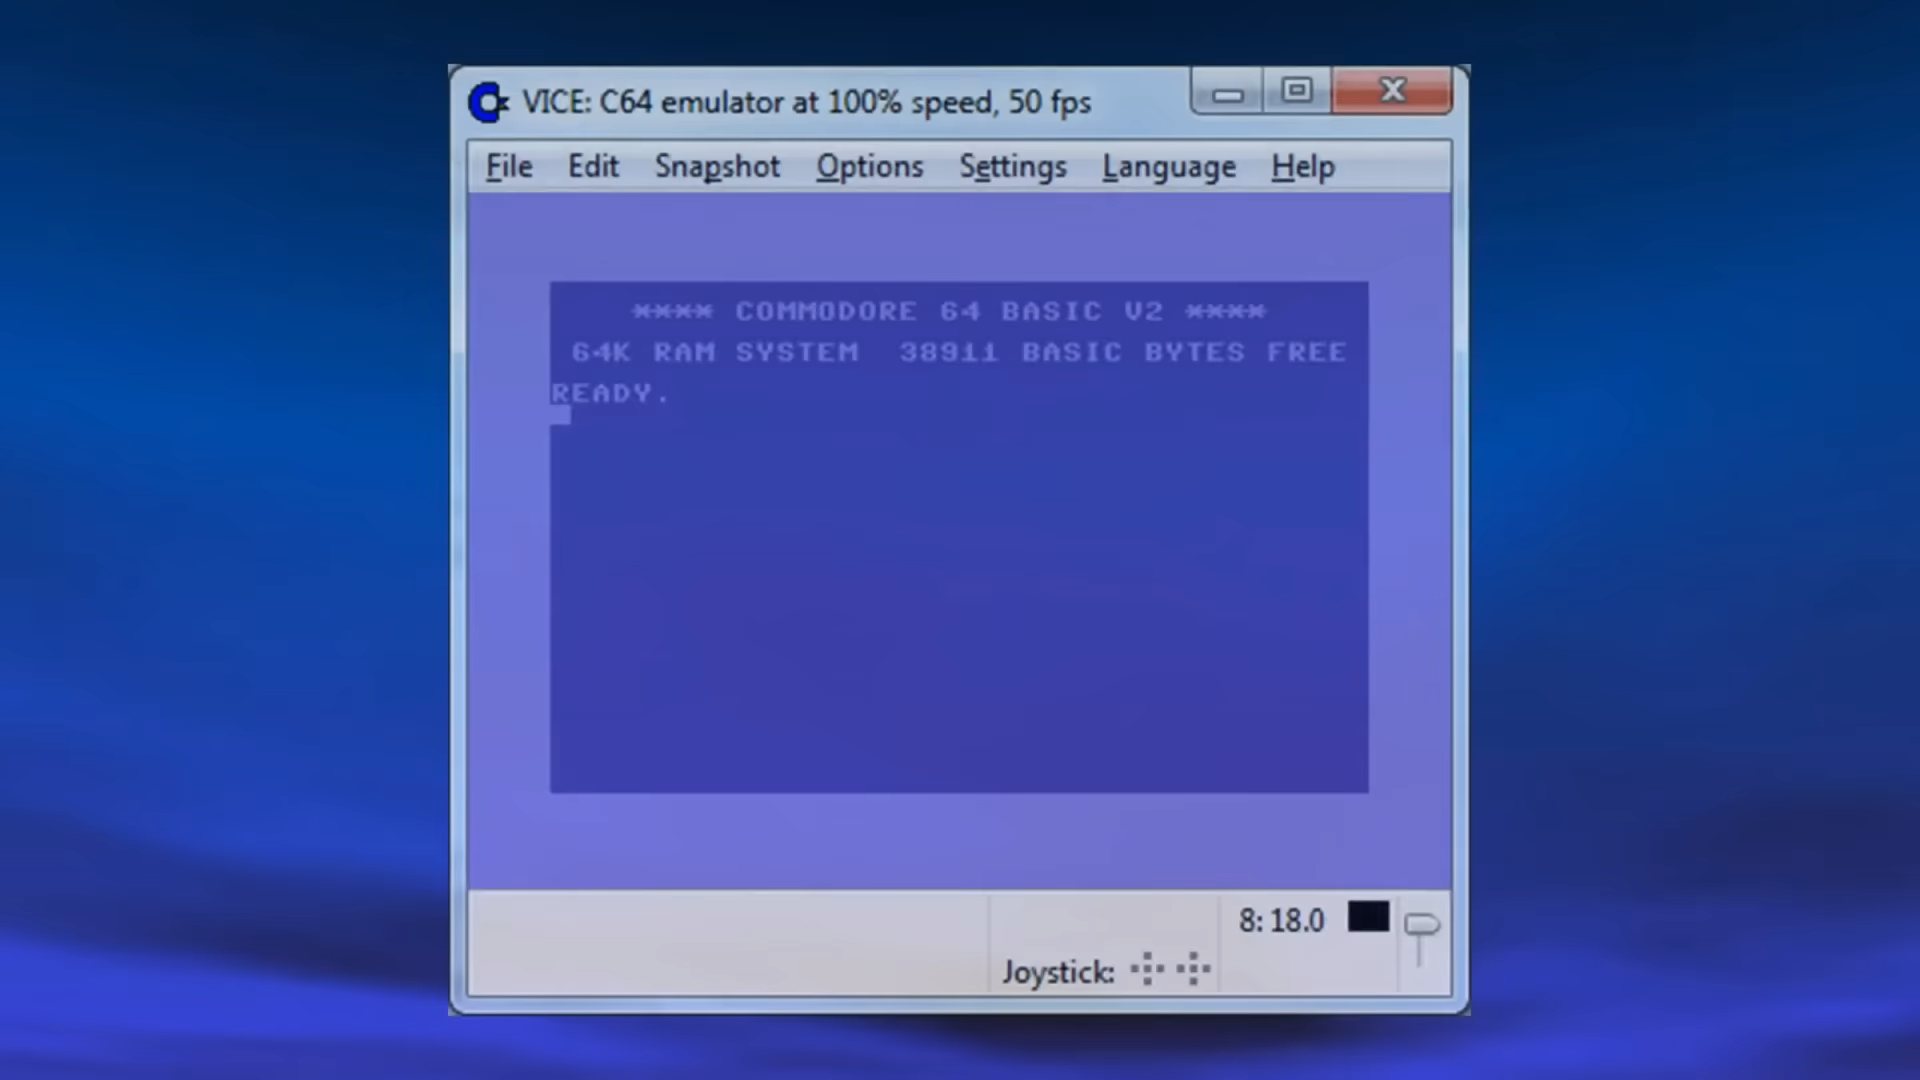 VICE: C64 emulator at 100% speed, 50 fps
File Edit Snapshot Options Settings Language Help
**** COMMODORE 64 BASIC V2 ****
64K RAM SYSTEM 38911 BASIC BYTES FREE
READY.
8: 18.0
Joystick: